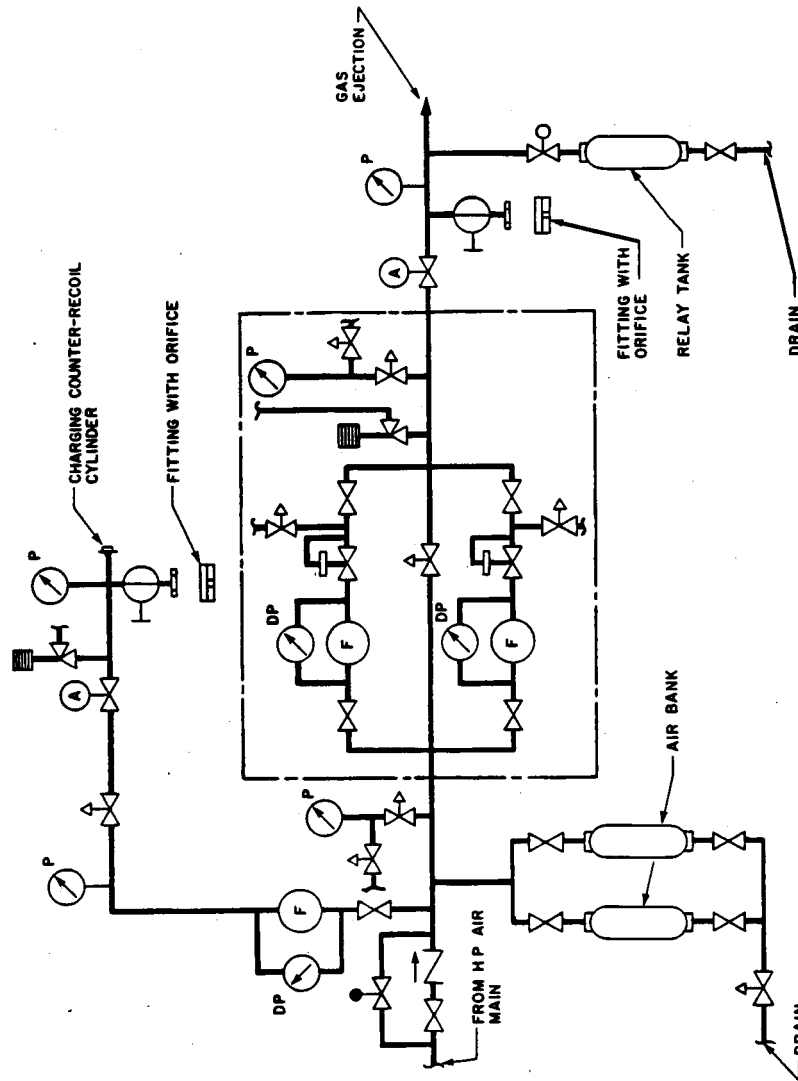 CHARGING COUNTER-RECOIL
CYLINDER
FITTING WITH ORIFICE
P
A
P
F
DP
P
FROM H P AIR
MAIN
DP
F
DP
F
P
A
P
GAS
EJECTION
FITTING WITH
ORIFICE
RELAY TANK
DRAIN
AIR BANK
DRAIN